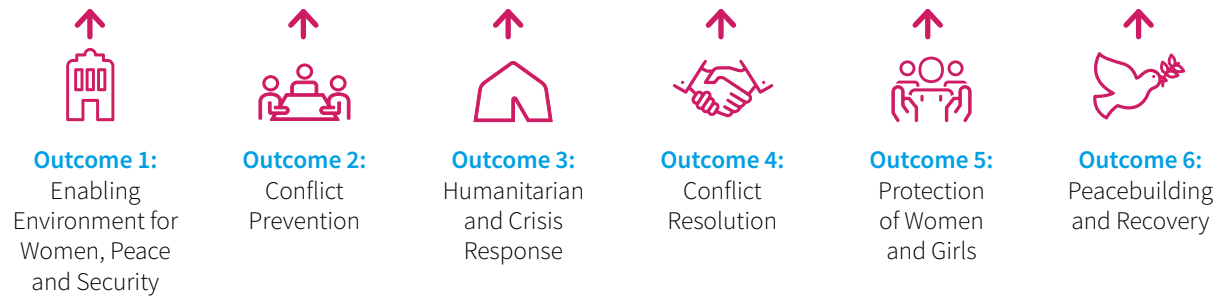 Outcome 1:
Enabling
Environment for
Women, Peace
and Security
Outcome 2:
Conflict
Prevention
Outcome 3:
Humanitarian
and Crisis
Response
Outcome 4:
Conflict
Resolution
Outcome 5:
Protection
of Women
and Girls
Outcome 6:
Peacebuilding
and Recovery